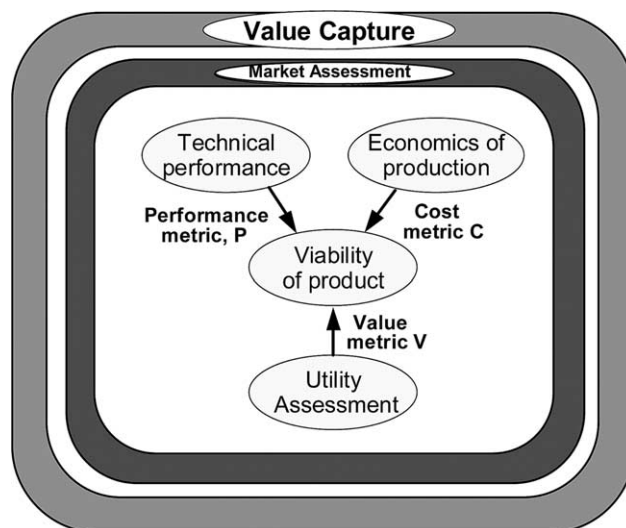 Value Capture
Market Assessment
Technical
performance
Economics of
production
Performance
metric, P
Cost
metric C
Viability
of product
Value
metric V
Utility
Assessment